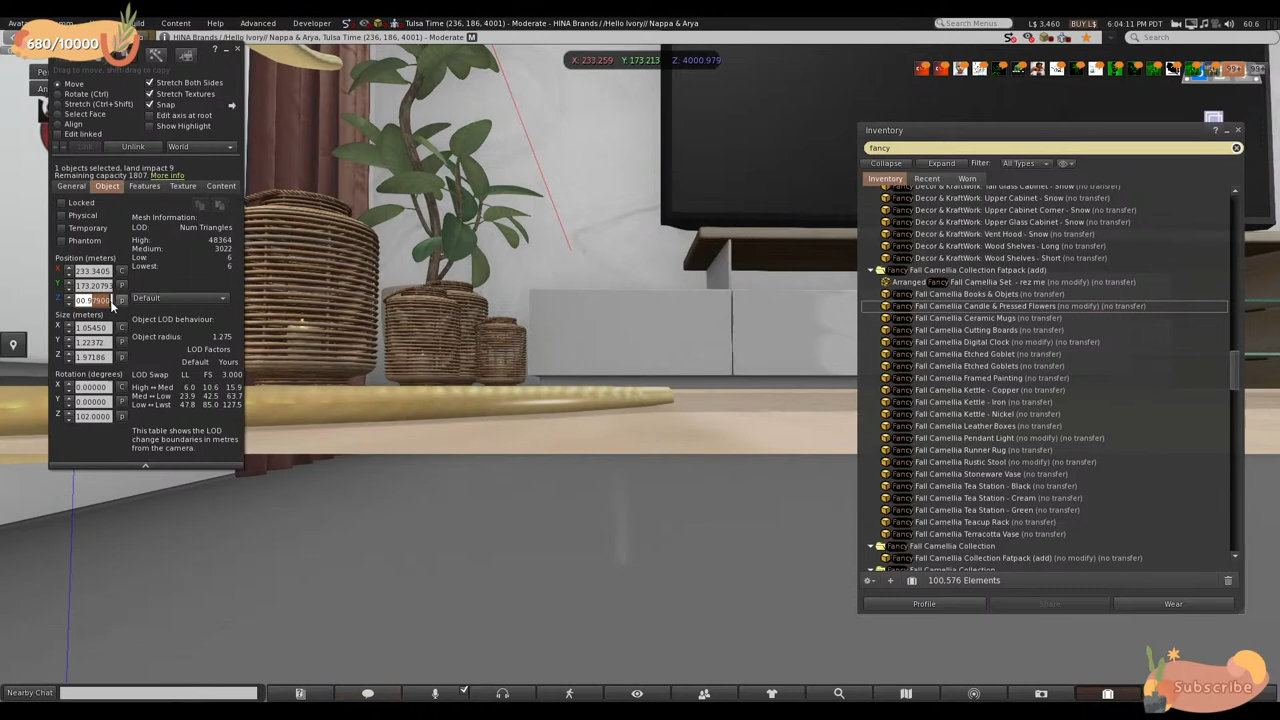 Content Help Advanced Developer Tulsa Time (236, 186, 4001) - Moderate - HINA Brands / /Hello Ivory// Nappa & Arya Search Menus L$ 3,460 BUY L$ 6:04:11 PM PDT 60.6
680/10000
Arya, Tulsa Time (236, 186, 4001) - Moderate M Search
Drag to move, shift-drag to copy
Move Stretch Both Sides
Rotate (Ctrl) Stretch Textures
Stretch (Ctrl+Shift) Snap
Select Face Edit axis at root
Align Show Highlight
Edit linked
Link Unlink World
1 objects selected, land impact 9
Remaining capacity 1807. More info
General Object Features Texture Content
Locked
Physical
Temporary
Phantom
Mesh Information:
LOD: Num Triangles
High: 48364
Medium: 3022
Low: 6
Lowest: 6
Position (meters)
X 233.3405 C
Y 173.20793 p
Z 00.97900 p
Default
Size (meters)
X 1.05450 C
Y 1.22372 p
Z 1.97186 p
Object LOD behaviour
Object radius: 1.275
LOD Factors
Default Yours
LOD Swap LL FS 3.000
High ↔ Med 6.0 10.6 15.9
Med ↔ Low 23.9 42.5 63.7
Low ↔ Lwst 47.8 85.0 127.5
This table shows the LOD
change boundaries in metres
from the camera.
Rotation (degrees)
X 0.00000 C
Y 0.00000 p
Z 102.0000 p
X: 233.259 Y: 173.213 Z: 4000.979
99+ 99+
Inventory
fancy
Collapse Expand Filter: All Types
Inventory Recent Worn
Fancy Decor & KraftWork: Tall Glass Cabinet - Snow (no transfer)
Fancy Decor & KraftWork: Upper Cabinet - Snow (no transfer)
Fancy Decor & KraftWork: Upper Cabinet Corner - Snow (no transfer)
Fancy Decor & KraftWork: Upper Glass Cabinet - Snow (no transfer)
Fancy Decor & KraftWork: Vent Hood - Snow (no transfer)
Fancy Decor & KraftWork: Wood Shelves - Long (no transfer)
Fancy Decor & KraftWork: Wood Shelves - Short (no transfer)
Fancy Fall Camellia Collection Fatpack (add)
Arranged Fancy Fall Camellia Set - rez me (no modify) (no transfer)
Fancy Fall Camellia Books & Objets (no transfer)
Fancy Fall Camellia Candle & Pressed Flowers (no modify) (no transfer)
Fancy Fall Camellia Ceramic Mugs (no transfer)
Fancy Fall Camellia Cutting Boards (no transfer)
Fancy Fall Camellia Digital Clock (no modify) (no transfer)
Fancy Fall Camellia Etched Goblet (no transfer)
Fancy Fall Camellia Etched Goblets (no transfer)
Fancy Fall Camellia Framed Painting (no transfer)
Fancy Fall Camellia Kettle - Copper (no transfer)
Fancy Fall Camellia Kettle - Iron (no transfer)
Fancy Fall Camellia Kettle - Nickel (no transfer)
Fancy Fall Camellia Leather Boxes (no transfer)
Fancy Fall Camellia Pendant Light (no modify) (no transfer)
Fancy Fall Camellia Runner Rug (no transfer)
Fancy Fall Camellia Rustic Stool (no modify) (no transfer)
Fancy Fall Camellia Stoneware Vase (no transfer)
Fancy Fall Camellia Tea Station - Black (no transfer)
Fancy Fall Camellia Tea Station - Cream (no transfer)
Fancy Fall Camellia Tea Station - Green (no transfer)
Fancy Fall Camellia Teacup Rack (no transfer)
Fancy Fall Camellia Terracotta Vase (no transfer)
Fancy Fall Camellia Collection
Fancy Fall Camellia Collection Fatpack (add) (no modify) (no transfer)
Fancy Fall Camellia Collection
100,576 Elements
Profile Share Wear
Nearby Chat
Subscribe